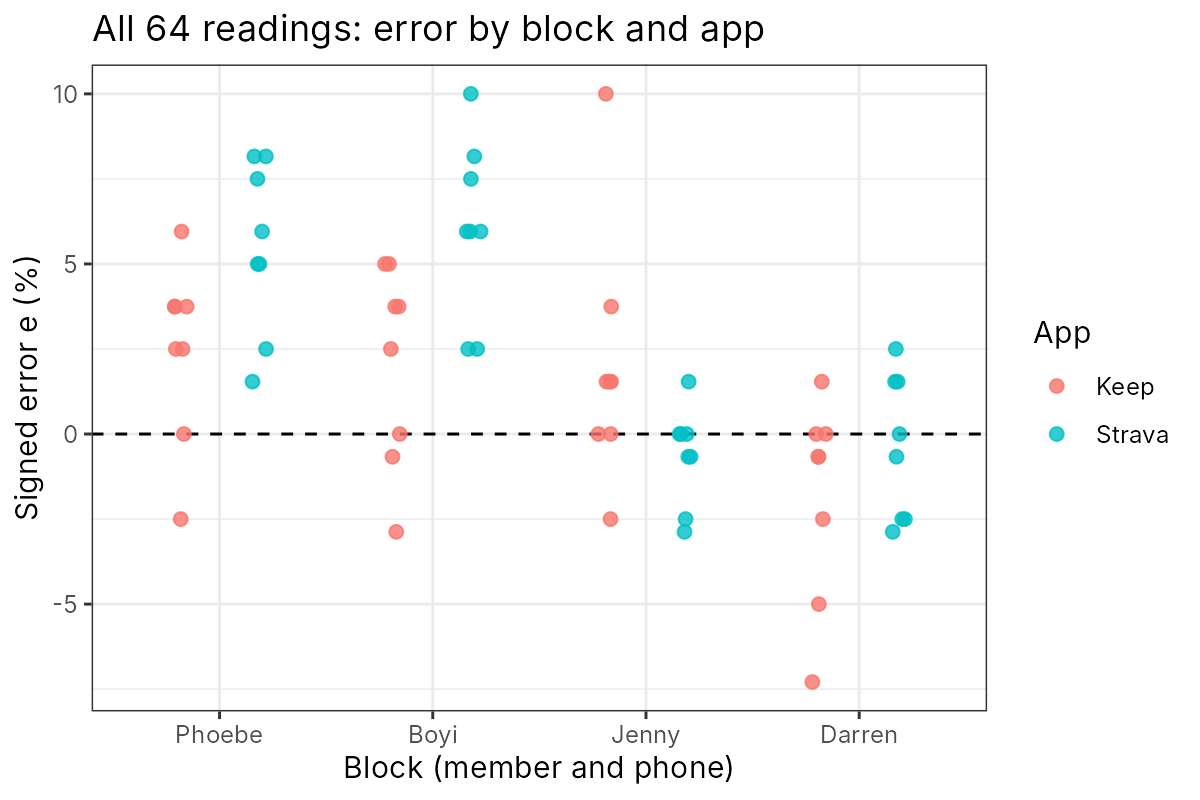 All 64 readings: error by block and app
Signed error e (%)
10
5
0
-5
Phoebe
Boyi
Jenny
Darren
Block (member and phone)
App
Keep
Strava